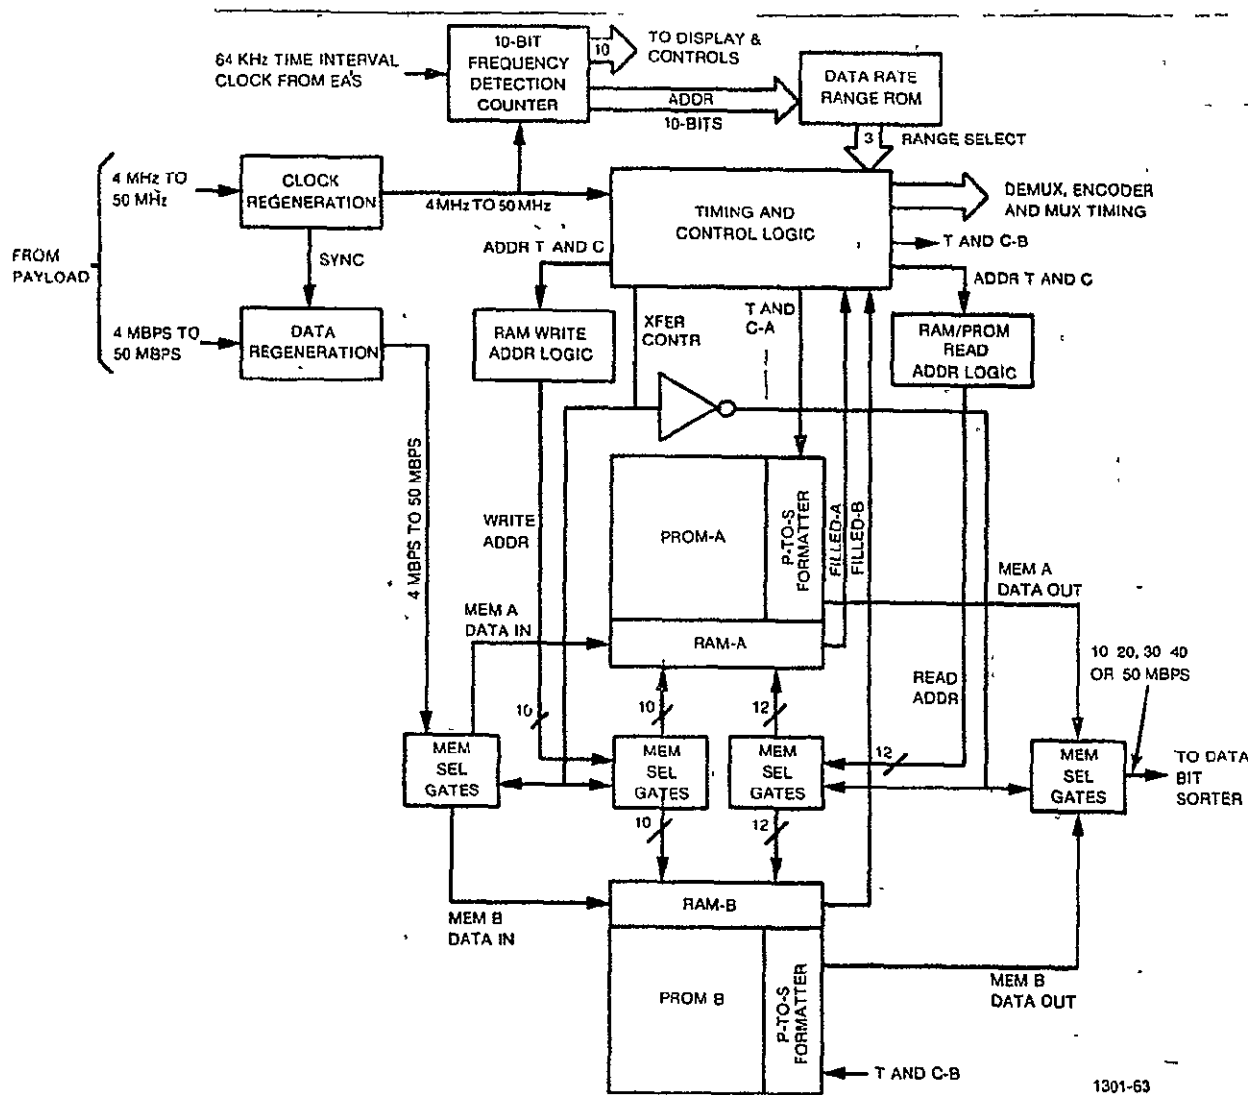 64 KHz TIME INTERVAL
CLOCK FROM EAS
10-BIT
FREQUENCY
DETECTION
COUNTER
10
TO DISPLAY &
CONTROLS
ADDR
10-BITS
DATA RATE
RANGE ROM
3
RANGE SELECT
4 MHz TO
50 MHz
CLOCK
REGENERATION
4 MHz TO 50 MHz
TIMING AND
CONTROL LOGIC
DEMUX, ENCODER
AND MUX TIMING
T AND C-B
FROM
PAYLOAD
SYNC
ADDR T AND C
ADDR T AND C
4 MBPS TO
50 MBPS
DATA
REGENERATION
RAM WRITE
ADDR LOGIC
XFER
CONTR
T AND
C-A
RAM/PROM
READ
ADDR LOGIC
4 MBPS TO 50 MBPS
WRITE
ADDR
PROM-A
P-TO-S
FORMATTER
FILLED-A
FILLED-B
MEM A
DATA OUT
MEM A
DATA IN
RAM-A
READ
ADDR
10 20, 30 40
OR 50 MBPS
10
10
12
MEM
SEL
GATES
MEM
SEL
GATES
MEM
SEL
GATES
12
MEM
SEL
GATES
TO DATA
BIT
SORTER
10
12
MEM B
DATA IN
RAM-B
PROM B
P-TO-S
FORMATTER
MEM B
DATA OUT
T AND C-B
1301-63